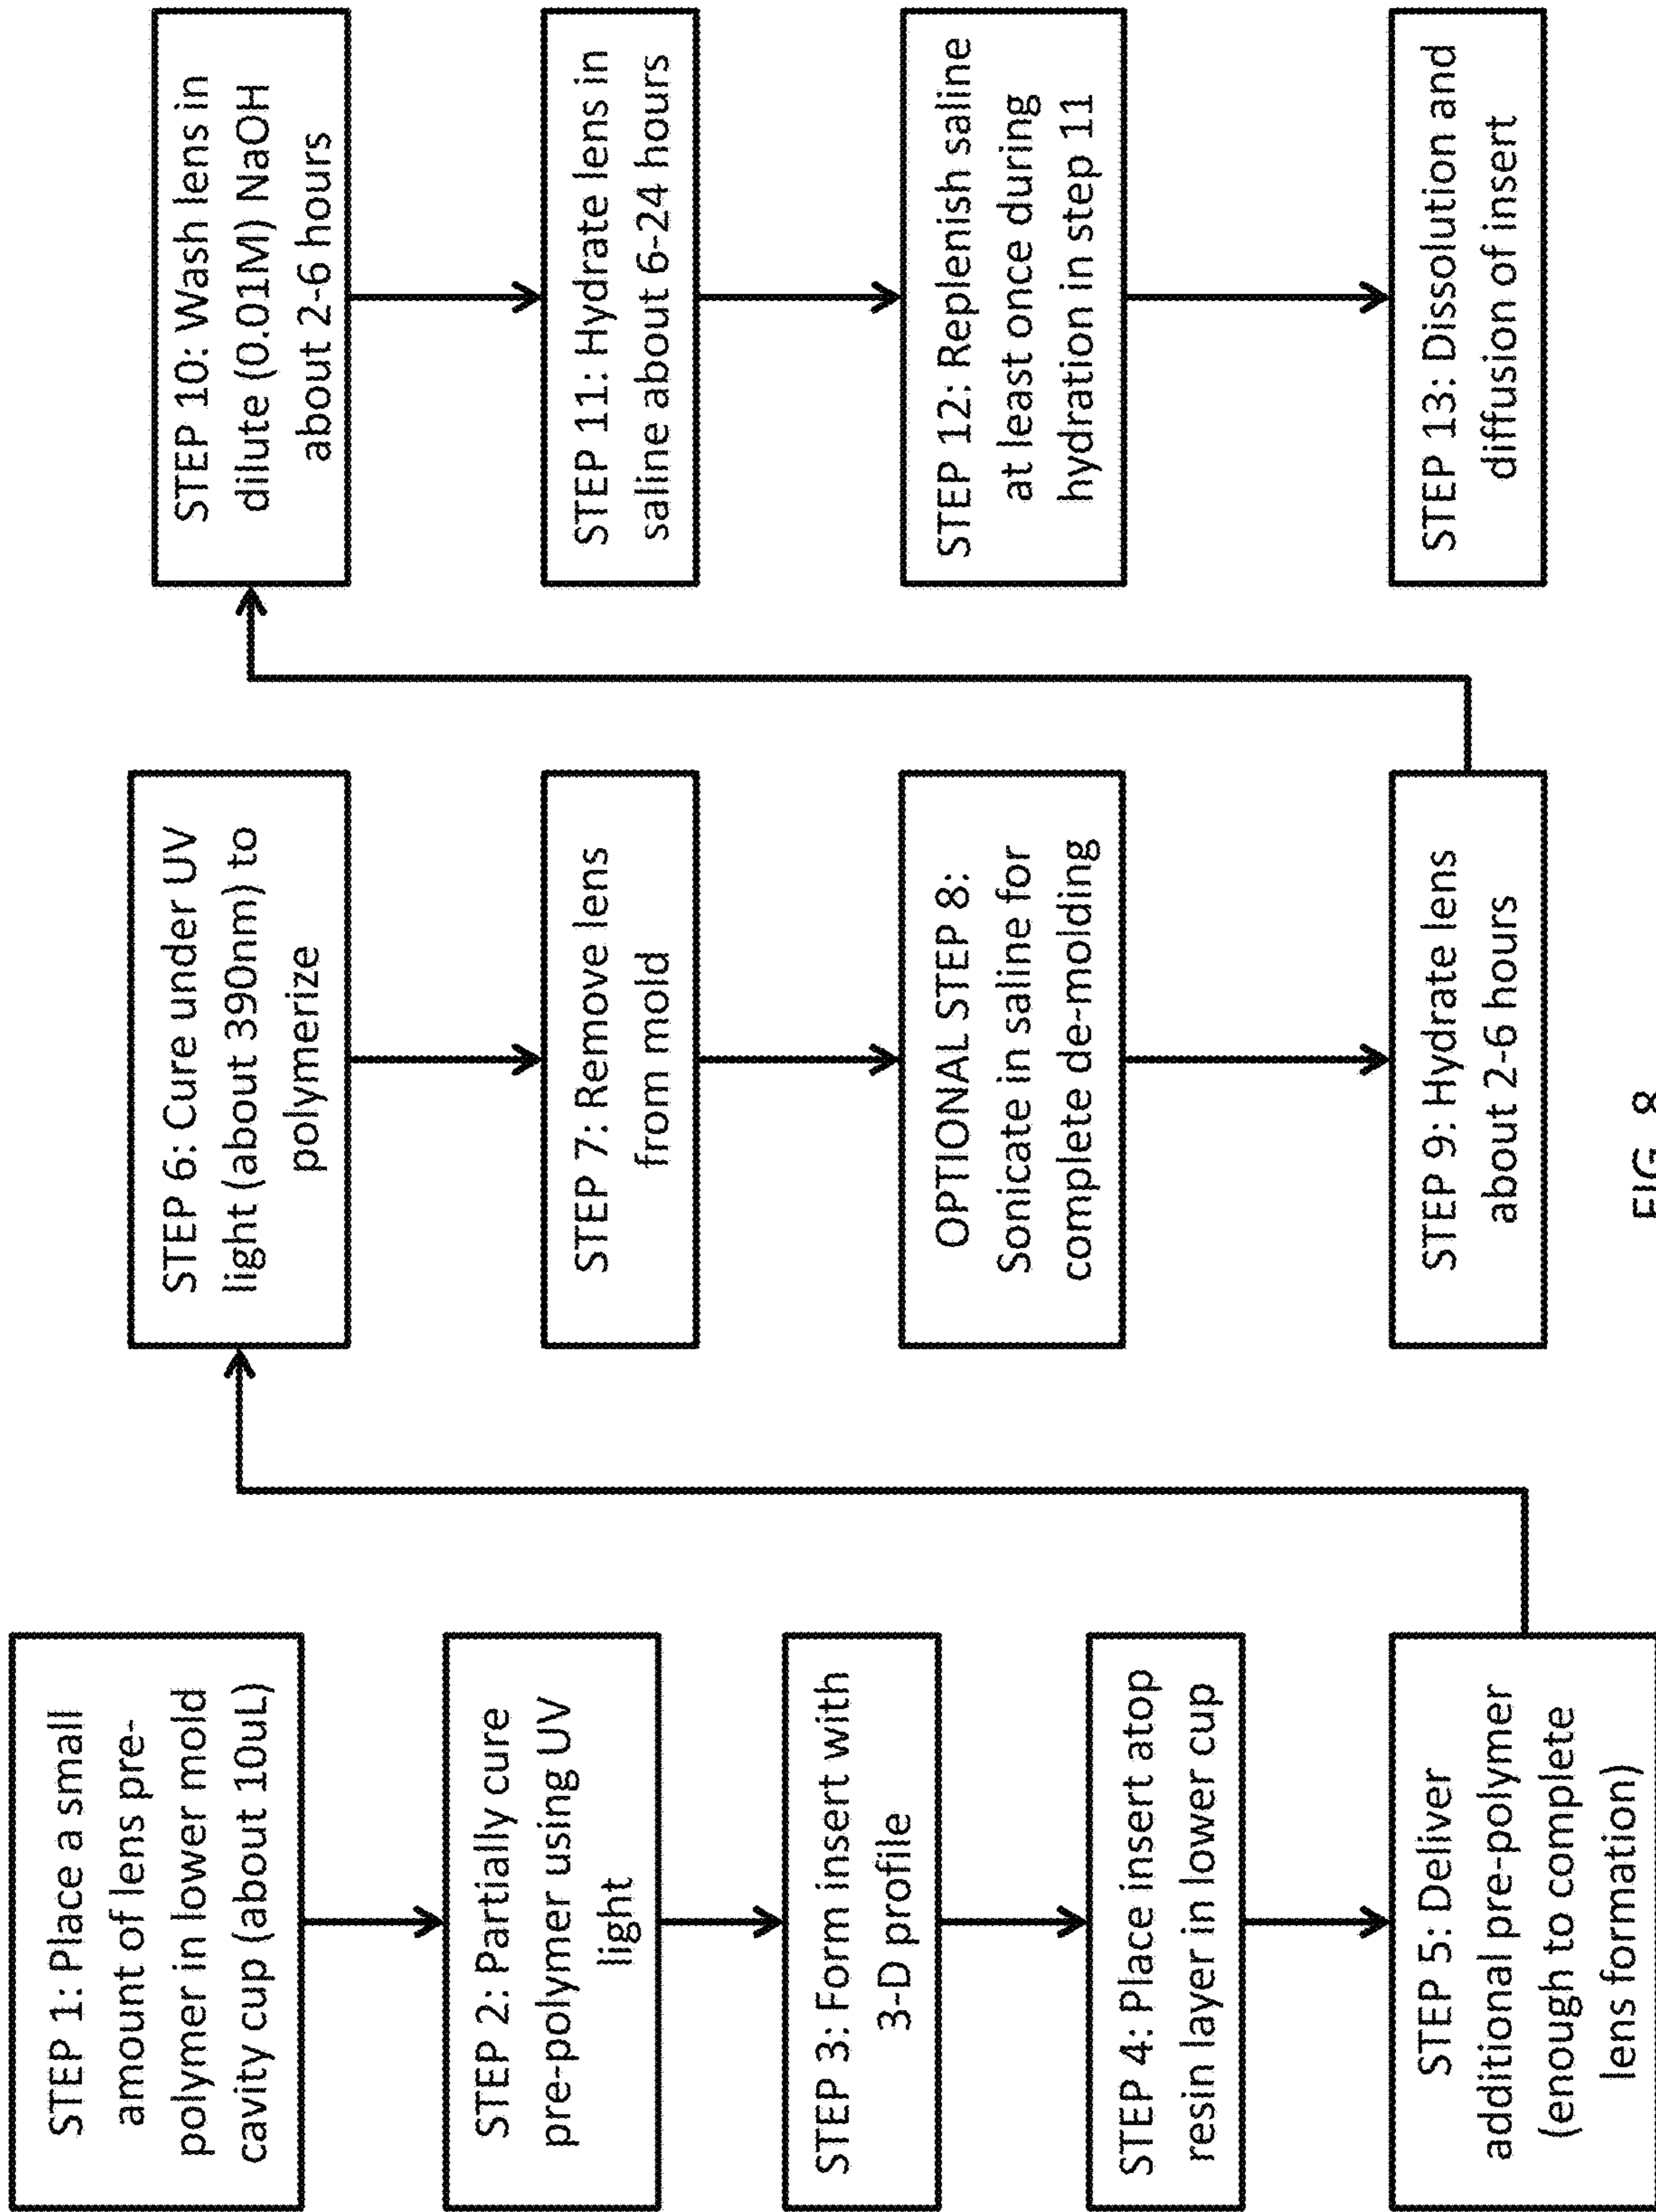 STEP 1: Place a small
amount of lens pre-
polymer in lower mold
cavity cup (about 10uL)
STEP 2: Partially cure
pre-polymer using UV
light
STEP 3: Form insert with
3-D profile
STEP 4: Place insert atop
resin layer in lower cup
STEP 5: Deliver
additional pre-polymer
(enough to complete
lens formation)
STEP 6: Cure under UV
light (about 390nm) to
polymerize
STEP 7: Remove lens
from mold
OPTIONAL STEP 8:
Sonicate in saline for
complete de-molding
STEP 9: Hydrate lens
about 2-6 hours
STEP 10: Wash lens in
dilute (0.01M) NaOH
about 2-6 hours
STEP 11: Hydrate lens in
saline about 6-24 hours
STEP 12: Replenish saline
at least once during
hydration in step 11
STEP 13: Dissolution and
diffusion of insert
FIG. 8